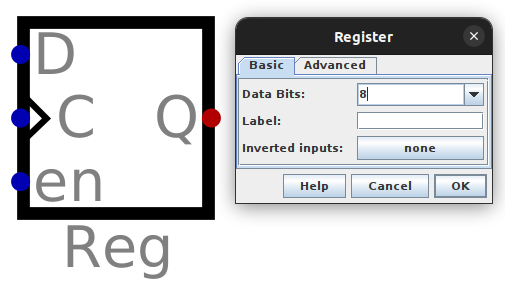 D
C
Q
en
Reg
Register
Basic
Advanced
Data Bits:
8
Label:
Inverted inputs:
none
Help
Cancel
OK